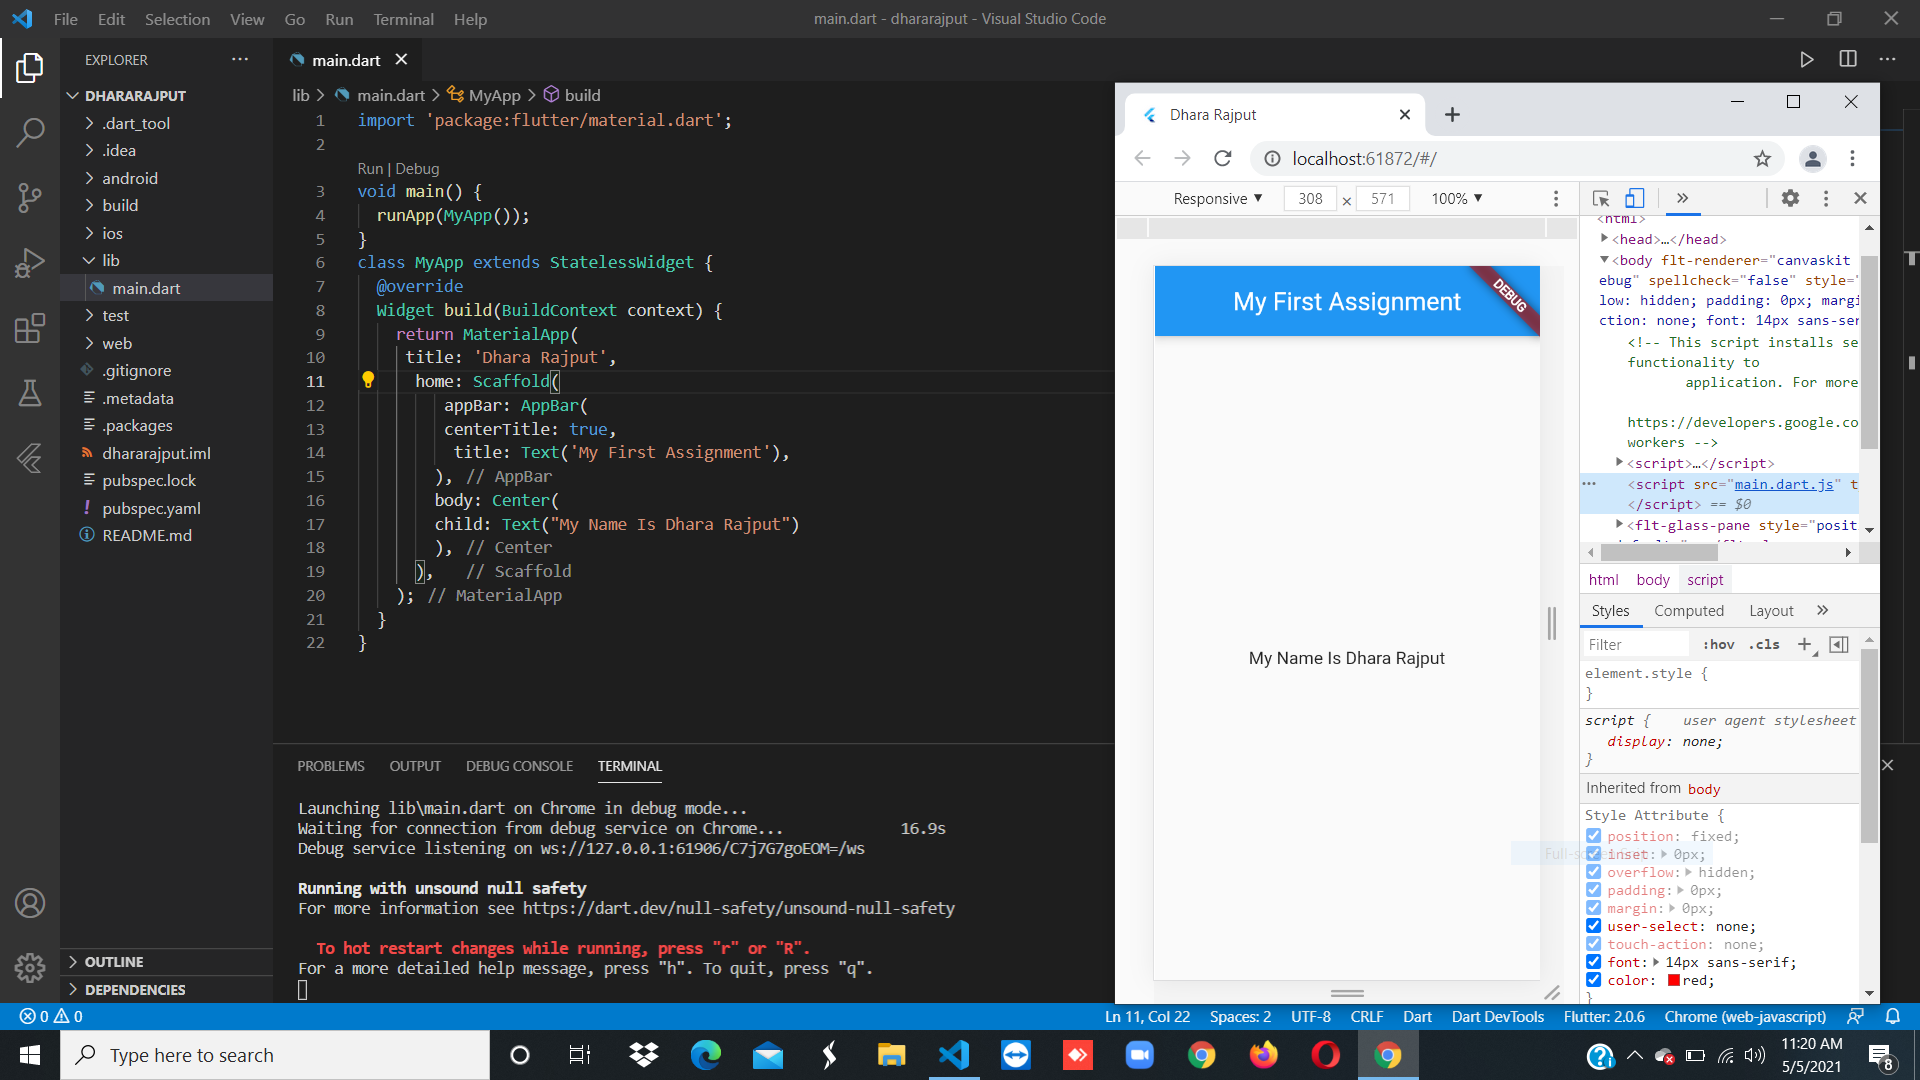 File Edit Selection View Go Run Terminal Help
main.dart - dhararajput - Visual Studio Code
EXPLORER
DHARARAJPUT
.dart_tool
.idea
android
build
ios
lib
main.dart
test
web
.gitignore
.metadata
.packages
dhararajput.iml
pubspec.lock
pubspec.yaml
README.md
OUTLINE
DEPENDENCIES
main.dart
lib > main.dart > MyApp > build
1 import 'package:flutter/material.dart';
2
Run | Debug
3 void main() {
4 runApp(MyApp());
5 }
6 class MyApp extends StatelessWidget {
7 @override
8 Widget build(BuildContext context) {
9 return MaterialApp(
10 title: 'Dhara Rajput',
11 home: Scaffold(
12 appBar: AppBar(
13 centerTitle: true,
14 title: Text('My First Assignment'),
15 ), // AppBar
16 body: Center(
17 child: Text("My Name Is Dhara Rajput")
18 ), // Center
19 ), // Scaffold
20 ); // MaterialApp
21 }
22 }
PROBLEMS OUTPUT DEBUG CONSOLE TERMINAL
Launching lib\main.dart on Chrome in debug mode...
Waiting for connection from debug service on Chrome... 16.9s
Debug service listening on ws://127.0.0.1:61906/C7j7G7goEOM=/ws
Running with unsound null safety
For more information see https://dart.dev/null-safety/unsound-null-safety
To hot restart changes while running, press "r" or "R".
For a more detailed help message, press "h". To quit, press "q".
Dhara Rajput
localhost:61872/#/
Responsive 308 × 571 100%
My First Assignment
DEBUG
My Name Is Dhara Rajput
<html>
<head>…</head>
<body flt-renderer="canvaskit
ebug" spellcheck="false" style="
low: hidden; padding: 0px; margi
ction: none; font: 14px sans-ser
<!-- This script installs se
functionality to
application. For more
https://developers.google.co
workers -->
<script>…</script>
<script src="main.dart.js" t
</script> == $0
<flt-glass-pane style="posit
html body script
Styles Computed Layout
Filter :hov .cls
element.style {
}
script { user agent stylesheet
display: none;
}
Inherited from body
Style Attribute {
position: fixed;
inset: 0px;
overflow: hidden;
padding: 0px;
margin: 0px;
user-select: none;
touch-action: none;
font: 14px sans-serif;
color: red;
}
0 0
Ln 11, Col 22 Spaces: 2 UTF-8 CRLF Dart Dart DevTools Flutter: 2.0.6 Chrome (web-javascript)
Type here to search
11:20 AM
5/5/2021
8